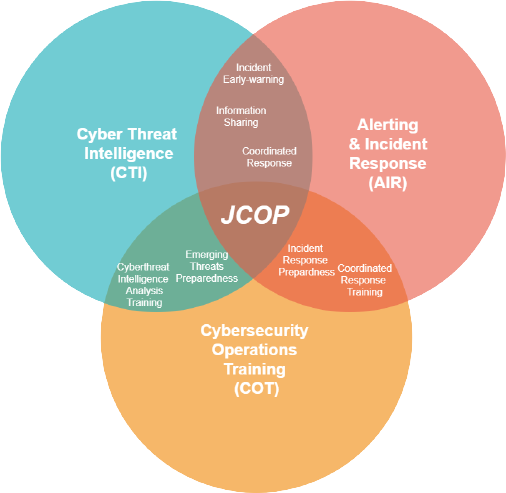 Incident
Early-warning
Information
Sharing
Coordinated
Response
Cyber Threat
Intelligence
(CTI)
Alerting
& Incident
Response
(AIR)
JCOP
Cyberthreat
Intelligence
Analysis
Training
Emerging
Threats
Preparedness
Incident
Response
Preparedness
Coordinated
Response
Training
Cybersecurity
Operations
Training
(COT)